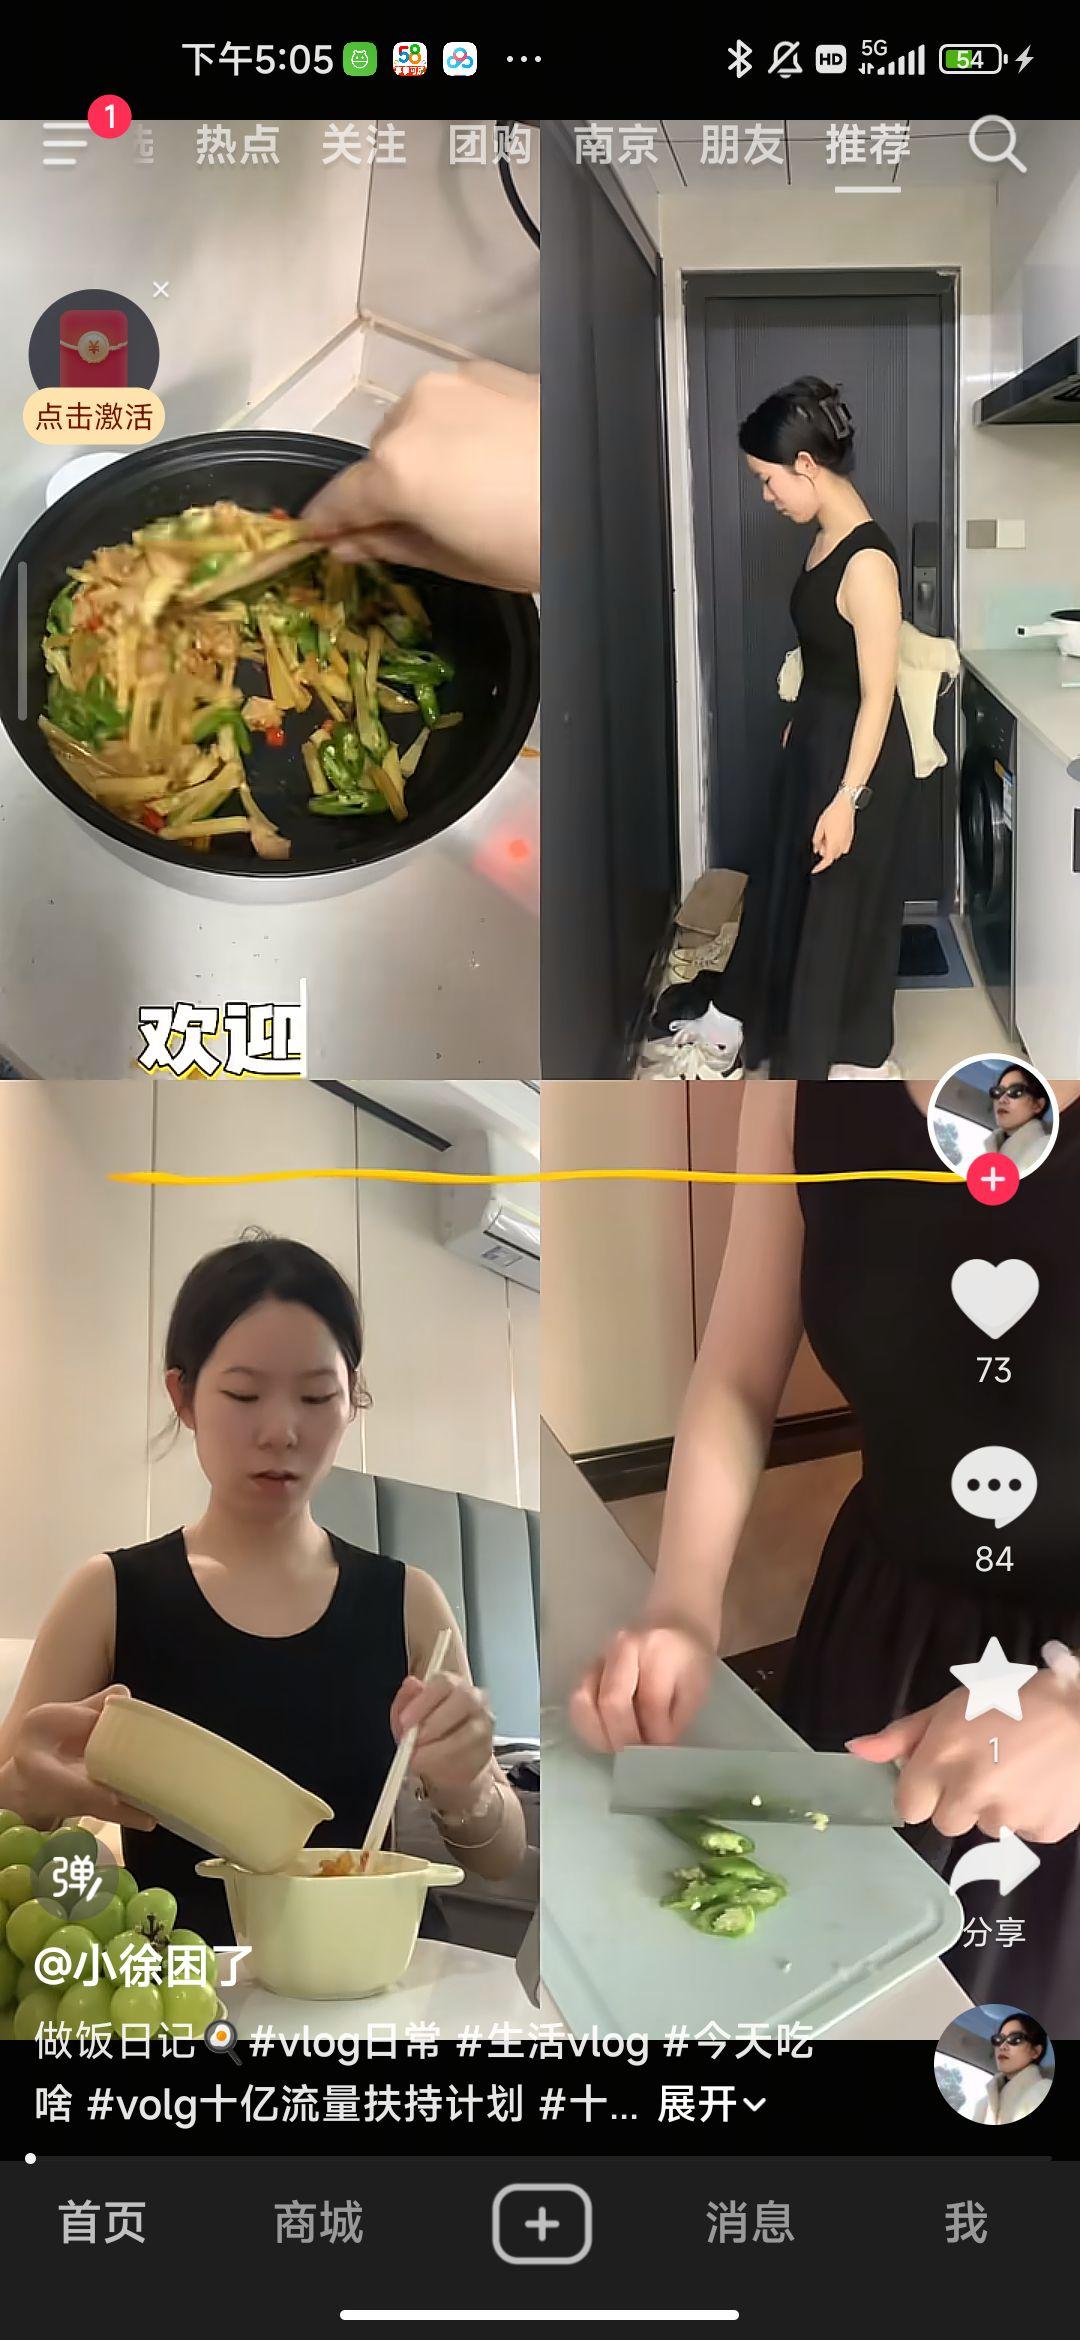 下午5:05
58
HD
5G
54
1
选 热点 关注 团购 南京 朋友 推荐
点击激活
欢迎
73
84
1
弹
分享
@小徐困了
做饭日记🍳#vlog日常 #生活vlog #今天吃
啥 #volg十亿流量扶持计划 #十... 展开
首页 商城 消息 我